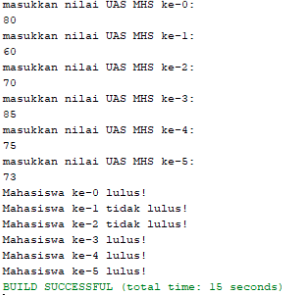 masukkan nilai UAS MHS ke-0:
80
masukkan nilai UAS MHS ke-1:
60
masukkan nilai UAS MHS ke-2:
70
masukkan nilai UAS MHS ke-3:
85
masukkan nilai UAS MHS ke-4:
75
masukkan nilai UAS MHS ke-5:
73
Mahasiswa ke-0 lulus!
Mahasiswa ke-1 tidak lulus!
Mahasiswa ke-2 tidak lulus!
Mahasiswa ke-3 lulus!
Mahasiswa ke-4 lulus!
Mahasiswa ke-5 lulus!
BUILD SUCCESSFUL (total time: 15 seconds)